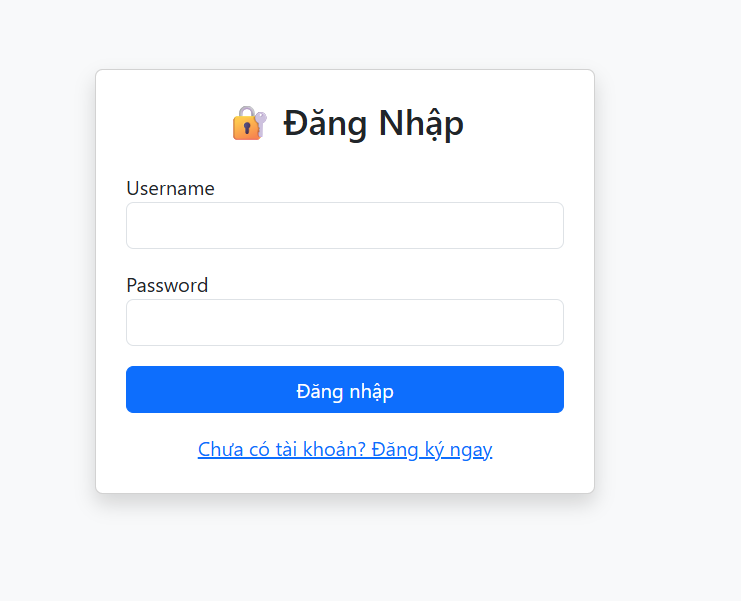 🔐 Đăng Nhập
Username
Password
Đăng nhập
Chưa có tài khoản? Đăng ký ngay